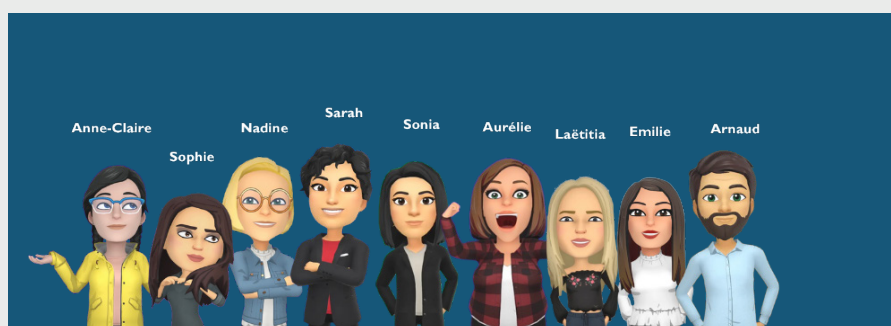 Anne-Claire
Sophie
Nadine
Sarah
Sonia
Aurélie
Laëtitia
Emilie
Arnaud